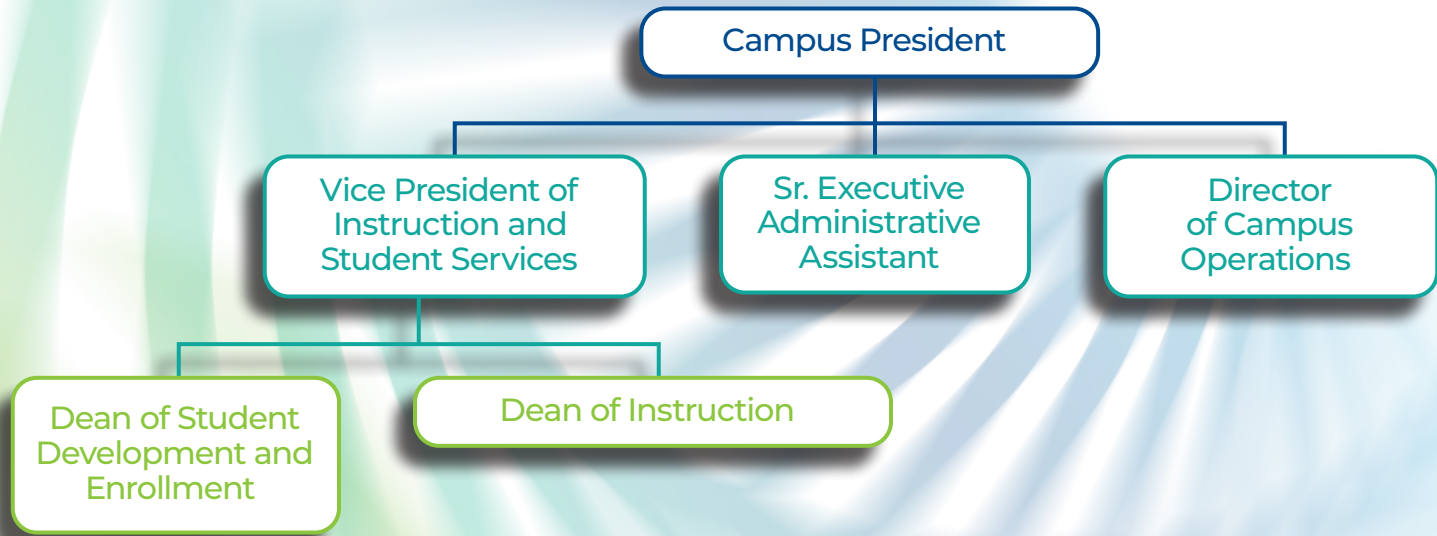 Campus President
Vice President of
Instruction and
Student Services
Sr. Executive
Administrative
Assistant
Director
of Campus
Operations
Dean of Student
Development and
Enrollment
Dean of Instruction